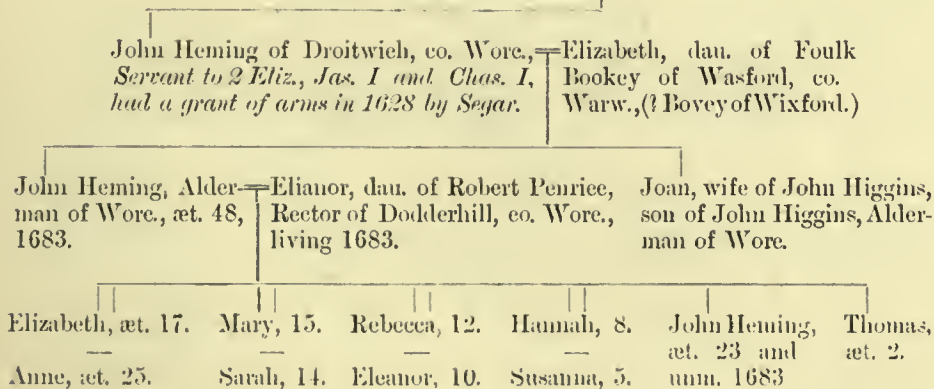 John Heming of Droitwich, co. Worc.,
Servant to Q Eliz., Jas. I and Chas. I,
had a grant of arms in 1628 by Segar.
Elizabeth, dau. of Foulk
Bookey of Wasford, co.
Warw., (? Bovey of Wixford.)
John Heming, Alder-
man of Worc., æt. 48,
1683.
Elianor, dau. of Robert Penrice,
Rector of Dodderhill, co. Worc.,
living 1683.
Joan, wife of John Higgins,
son of John Higgins, Alder-
man of Worc.
Elizabeth, æt. 17.
Anne, æt. 25.
Mary, 15.
Sarah, 14.
Rebecca, 12.
Eleanor, 10.
Hannah, 8.
Susanna, 5.
John Heming,
æt. 23 and
unm. 1683
Thomas,
æt. 2.